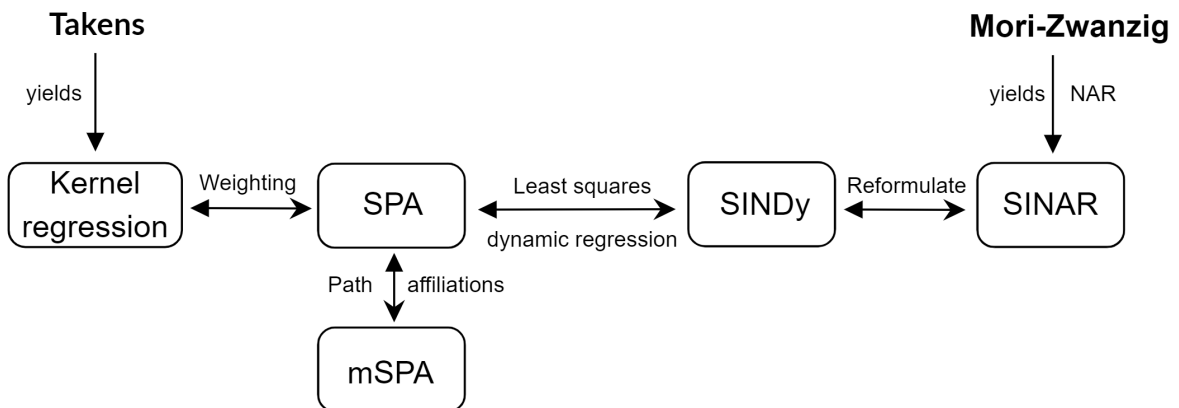 Takens
Mori-Zwanzig
yields
yields NAR
Kernel
regression
Weighting
SPA
Least squares
dynamic regression
SINDy
Reformulate
SINAR
Path affiliations
mSPA